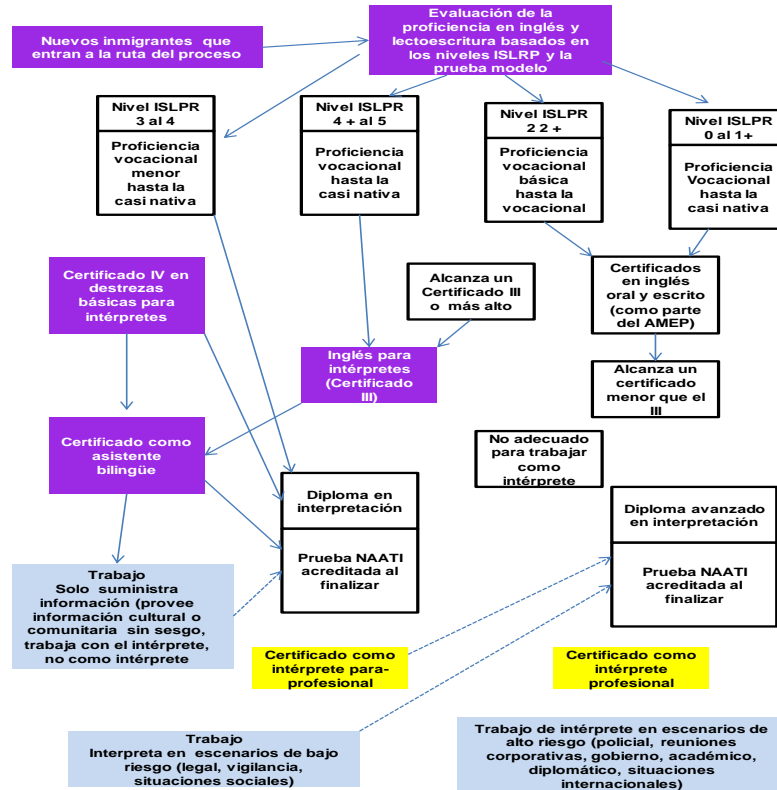 Nuevos inmigrantes que
entran a la ruta del proceso
Evaluación de la
proficiencia en inglés y
lectoescritura basados en
los niveles ISLRP y la
prueba modelo
Nivel ISLPR
3 al 4
Proficiencia
vocacional
menor
hasta la
casi nativa
Nivel ISLPR
4 + al 5
Proficiencia
vocacional
hasta la
casi nativa
Nivel ISLPR
2 2 +
Proficiencia
vocacional
básica
hasta la
vocacional
Nivel ISLPR
0 al 1+
Proficiencia
Vocacional
hasta la
casi nativa
Certificado IV en
destrezas
básicas para
intérpretes
Alcanza un
Certificado III
o más alto
Certificados
en inglés
oral y escrito
(como parte
del AMEP)
Inglés para
intérpretes
(Certificado
III)
Alcanza un
certificado
menor que el
III
Certificado como
asistente
bilingüe
No adecuado
para trabajar
como
intérprete
Diploma en
interpretación
Prueba NAATI
acreditada al
finalizar
Diploma avanzado
en interpretación
Prueba NAATI
acreditada al
finalizar
Trabajo
Solo suministra
información (provee
información cultural o
comunitaria sin sesgo,
trabaja con el intérprete,
no como intérprete
Certificado como
intérprete para-
profesional
Certificado como
intérprete
profesional
Trabajo
Interpreta en escenarios de bajo
riesgo (legal, vigilancia,
situaciones sociales)
Trabajo de intérprete en escenarios de
alto riesgo (policial, reuniones
corporativas, gobierno, académico,
diplomático, situaciones
internacionales)